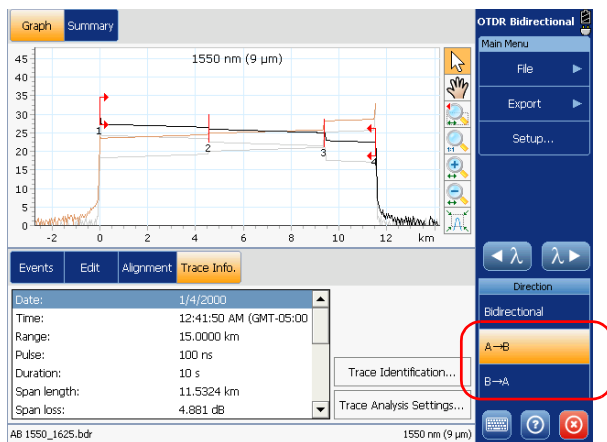 Graph Summary
OTDR Bidirectional
Main Menu
File
Export
Setup...
1550 nm (9 µm)
45
40
35
30
25
20
15
10
5
0
-2 0 2 4 6 8 10 12 km
1 2 3 4
1:1
λ λ
Direction
Bidirectional
A→B
B→A
Events Edit Alignment Trace Info.
Date: 1/4/2000
Time: 12:41:50 AM (GMT-05:00
Range: 15.0000 km
Pulse: 100 ns
Duration: 10 s
Span length: 11.5324 km
Span loss: 4.881 dB
Trace Identification...
Trace Analysis Settings...
AB 1550_1625.bdr
1550 nm (9 µm)